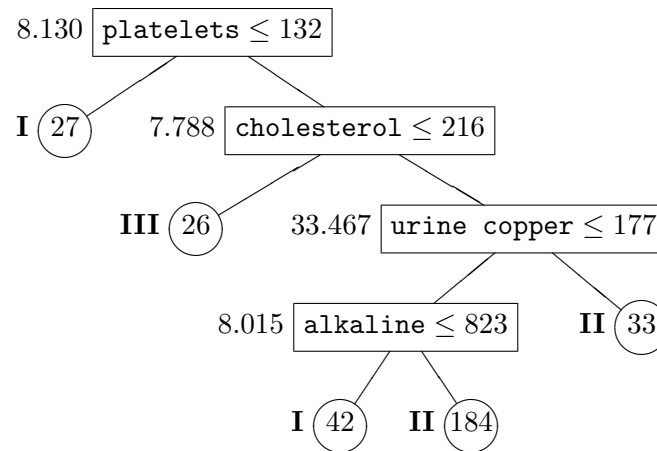 8.130 platelets ≤ 132
I 27 7.788 cholesterol ≤ 216
III 26 33.467 urine copper ≤ 177
8.015 alkaline ≤ 823 II 33
I 42 II 184